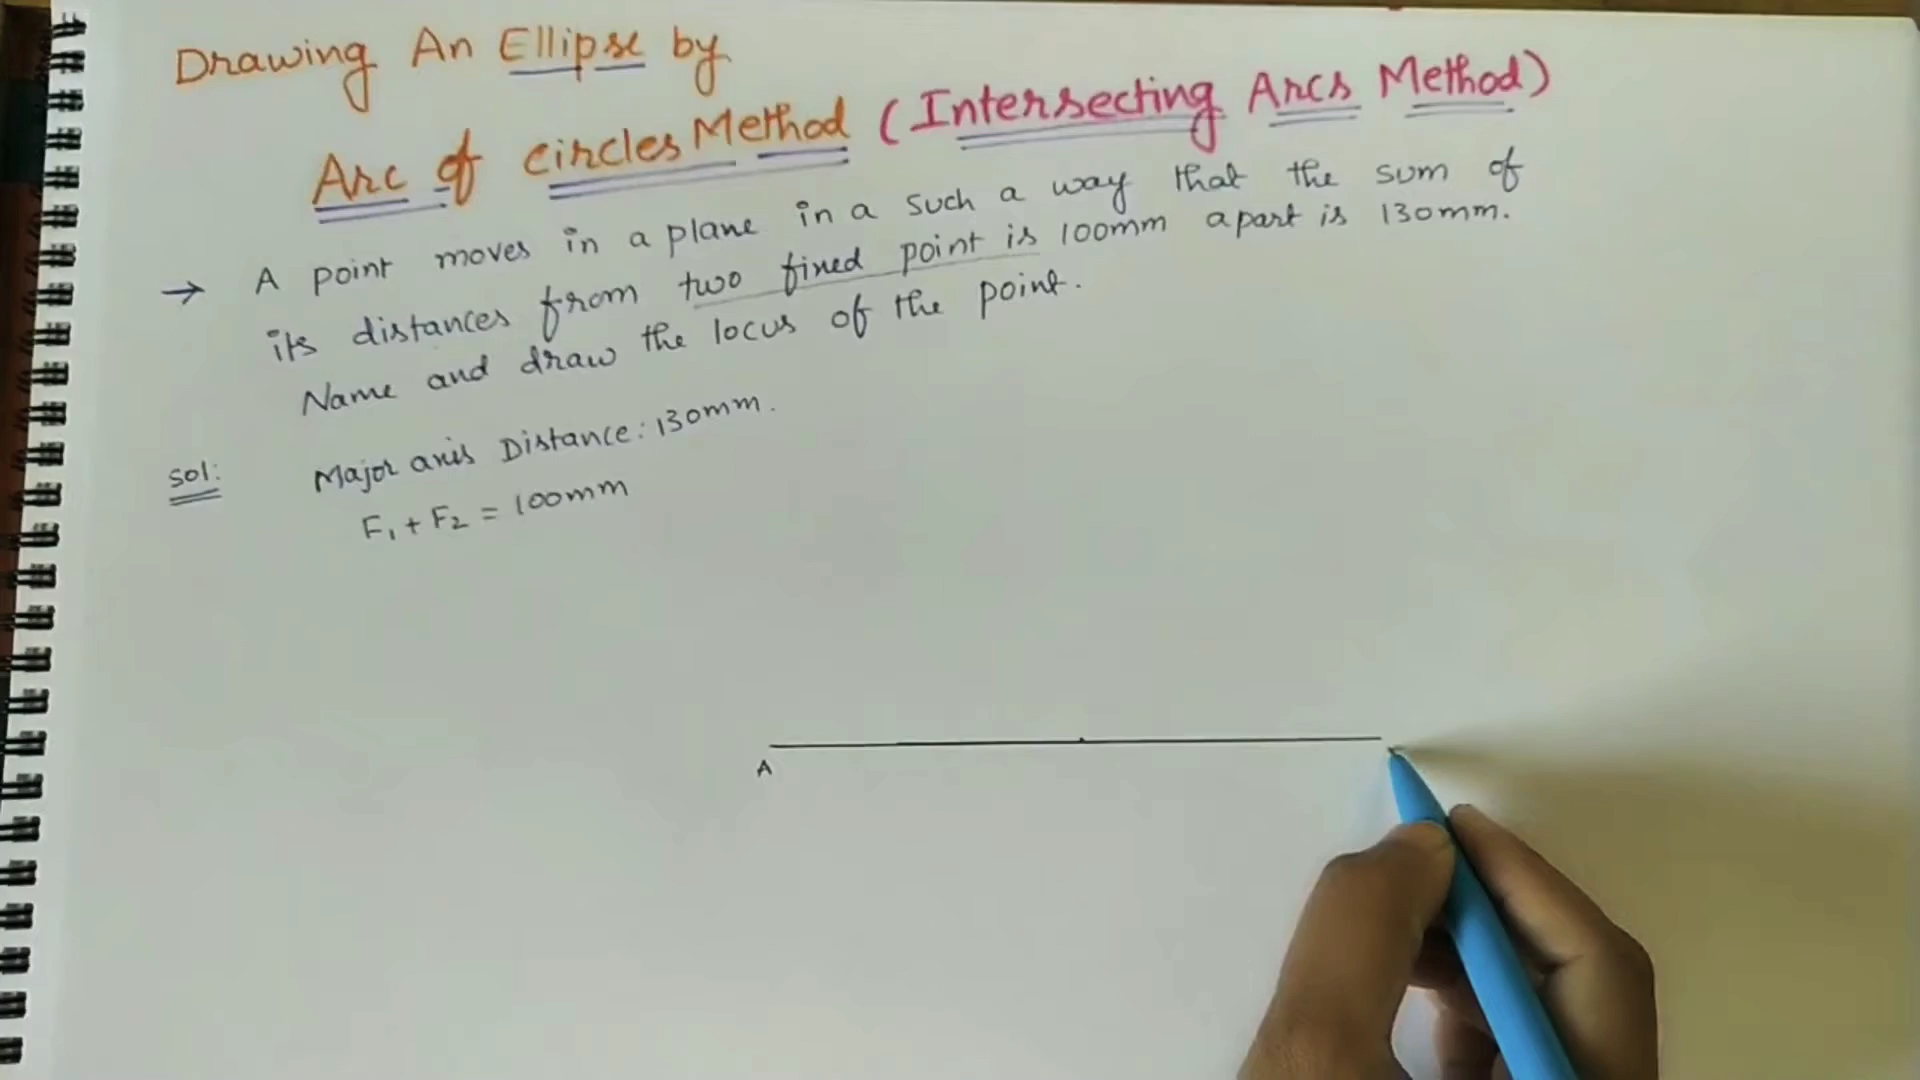 Drawing An Ellipse by
Arc of circles Method (Intersecting Arcs Method)
→ A point moves in a plane in a such a way that the sum of
its distances from two fixed point is 100mm apart is 130mm.
Name and draw the locus of the point.
Sol: Major axis Distance: 130mm.
F₁ + F₂ = 100mm
A